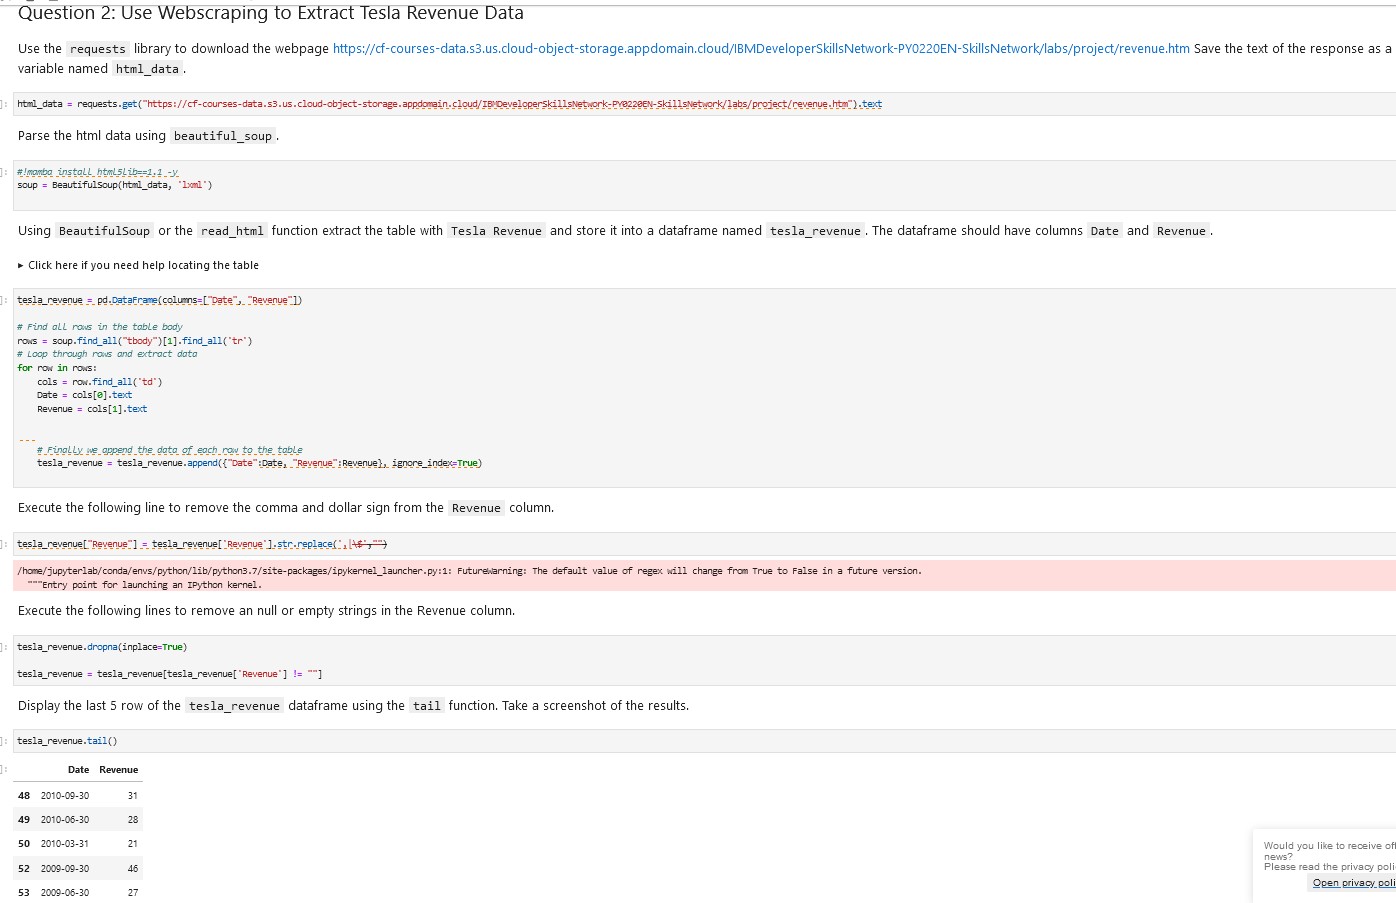 Question 2: Use Webscraping to Extract Tesla Revenue Data
Use the requests library to download the webpage https://cf-courses-data.s3.us.cloud-object-storage.appdomain.cloud/IBMDeveloperSkillsNetwork-PY0220EN-SkillsNetwork/labs/project/revenue.htm Save the text of the response as a
variable named html_data.
]: html_data = requests.get("https://cf-courses-data.s3.us.cloud-object-storage.appdomain.cloud/IBMDeveloperSkillsNetwork-PY0220EN-SkillsNetwork/labs/project/revenue.htm").text
Parse the html data using beautiful_soup.
]: #!mamba install html5lib==1.1 -y
soup = BeautifulSoup(html_data, 'lxml')
Using BeautifulSoup or the read_html function extract the table with Tesla Revenue and store it into a dataframe named tesla_revenue. The dataframe should have columns Date and Revenue.
▸ Click here if you need help locating the table
]: tesla_revenue = pd.DataFrame(columns=["Date", "Revenue"])
# Find all rows in the table body
rows = soup.find_all("tbody")[1].find_all('tr')
# Loop through rows and extract data
for row in rows:
    cols = row.find_all('td')
    Date = cols[0].text
    Revenue = cols[1].text
    # Finally we append the data of each row to the table
    tesla_revenue = tesla_revenue.append({"Date":Date, "Revenue":Revenue}, ignore_index=True)
Execute the following line to remove the comma and dollar sign from the Revenue column.
]: tesla_revenue["Revenue"] = tesla_revenue['Revenue'].str.replace(',|\$',"")
/home/jupyterlab/conda/envs/python/lib/python3.7/site-packages/ipykernel_launcher.py:1: FutureWarning: The default value of regex will change from True to False in a future version.
  """Entry point for launching an IPython kernel.
Execute the following lines to remove an null or empty strings in the Revenue column.
]: tesla_revenue.dropna(inplace=True)
tesla_revenue = tesla_revenue[tesla_revenue['Revenue'] != ""]
Display the last 5 row of the tesla_revenue dataframe using the tail function. Take a screenshot of the results.
]: tesla_revenue.tail()
]: Date Revenue
48 2010-09-30 31
49 2010-06-30 28
50 2010-03-31 21
52 2009-09-30 46
53 2009-06-30 27
Would you like to receive of
news?
Please read the privacy poli
Open privacy poli